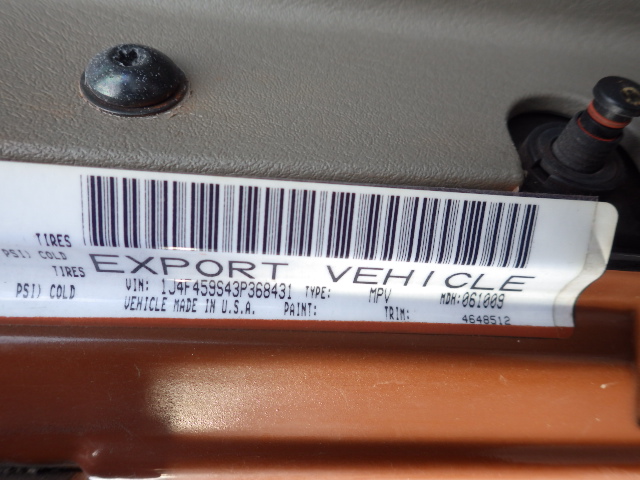 TIRES
PSI) COLD
TIRES
PSI) COLD
EXPORT VEHICLE
VIN: 1J4F459S43P368431 TYPE: MPV MDH:061009
VEHICLE MADE IN U.S.A. PAINT: TRIM:
4648512